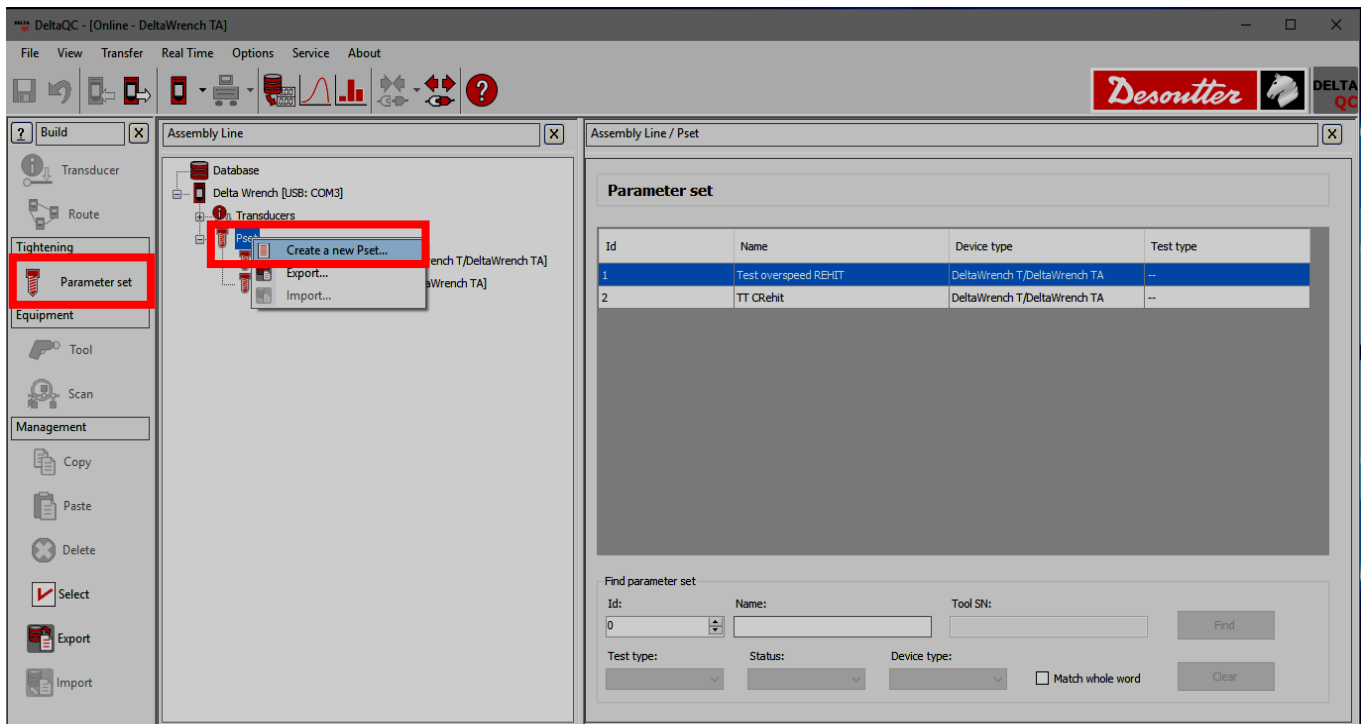 DeltaQC - [Online - DeltaWrench TA]
File View Transfer Real Time Options Service About
Desoutter
DELTA
QC
? Build X
Transducer
Route
Tightening
Parameter set
Equipment
Tool
Scan
Management
Copy
Paste
Delete
Select
Export
Import
Assembly Line X
Database
Delta Wrench [USB: COM3]
Transducers
Pset
Create a new Pset...
Export...
Import...
T/DeltaWrench TA]
TA]
Assembly Line / Pset X
Parameter set
Id Name Device type Test type
1 Test overspeed REHIT DeltaWrench T/DeltaWrench TA --
2 TT CRehit DeltaWrench T/DeltaWrench TA --
Find parameter set
Id: Name: Tool SN:
0 Find
Test type: Status: Device type:
Match whole word Clear